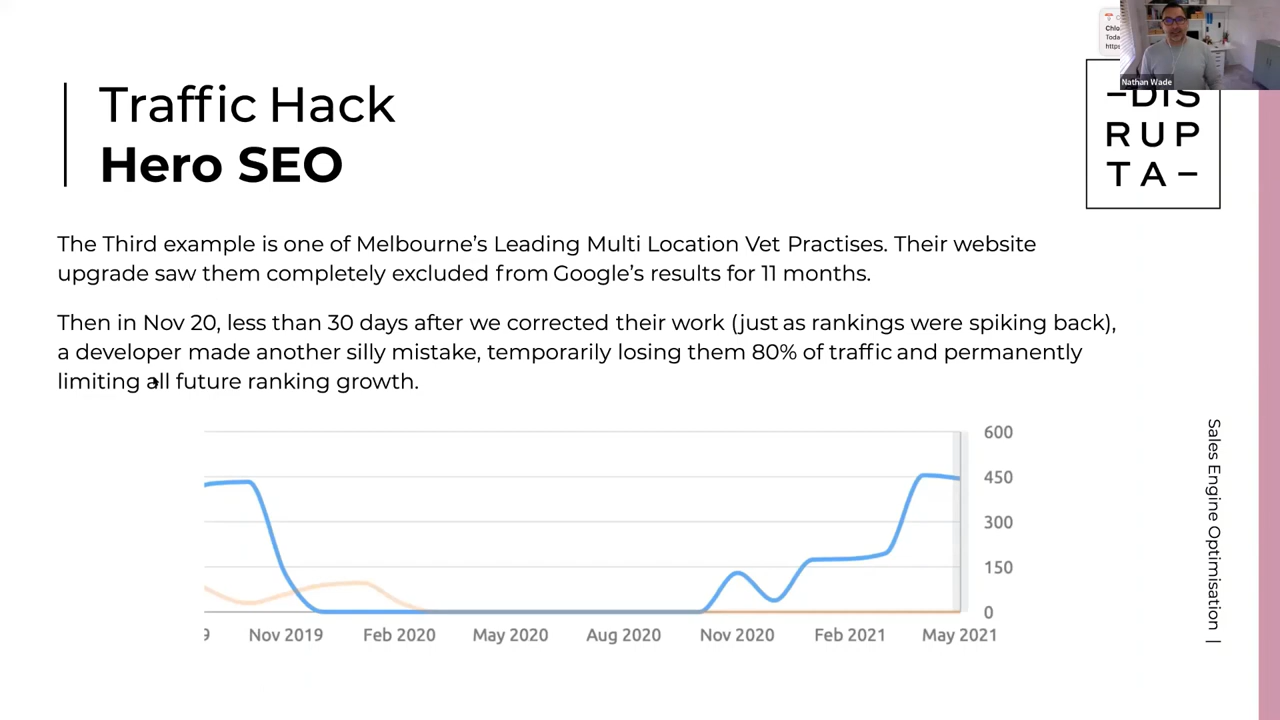 Chlo
Toda
https
Nathan Wade
Traffic Hack
Hero SEO
–DIS
RUP
TA–
The Third example is one of Melbourne's Leading Multi Location Vet Practises. Their website
upgrade saw them completely excluded from Google's results for 11 months.
Then in Nov 20, less than 30 days after we corrected their work (just as rankings were spiking back),
a developer made another silly mistake, temporarily losing them 80% of traffic and permanently
limiting all future ranking growth.
600
450
300
150
0
9
Nov 2019
Feb 2020
May 2020
Aug 2020
Nov 2020
Feb 2021
May 2021
Sales Engine Optimisation |